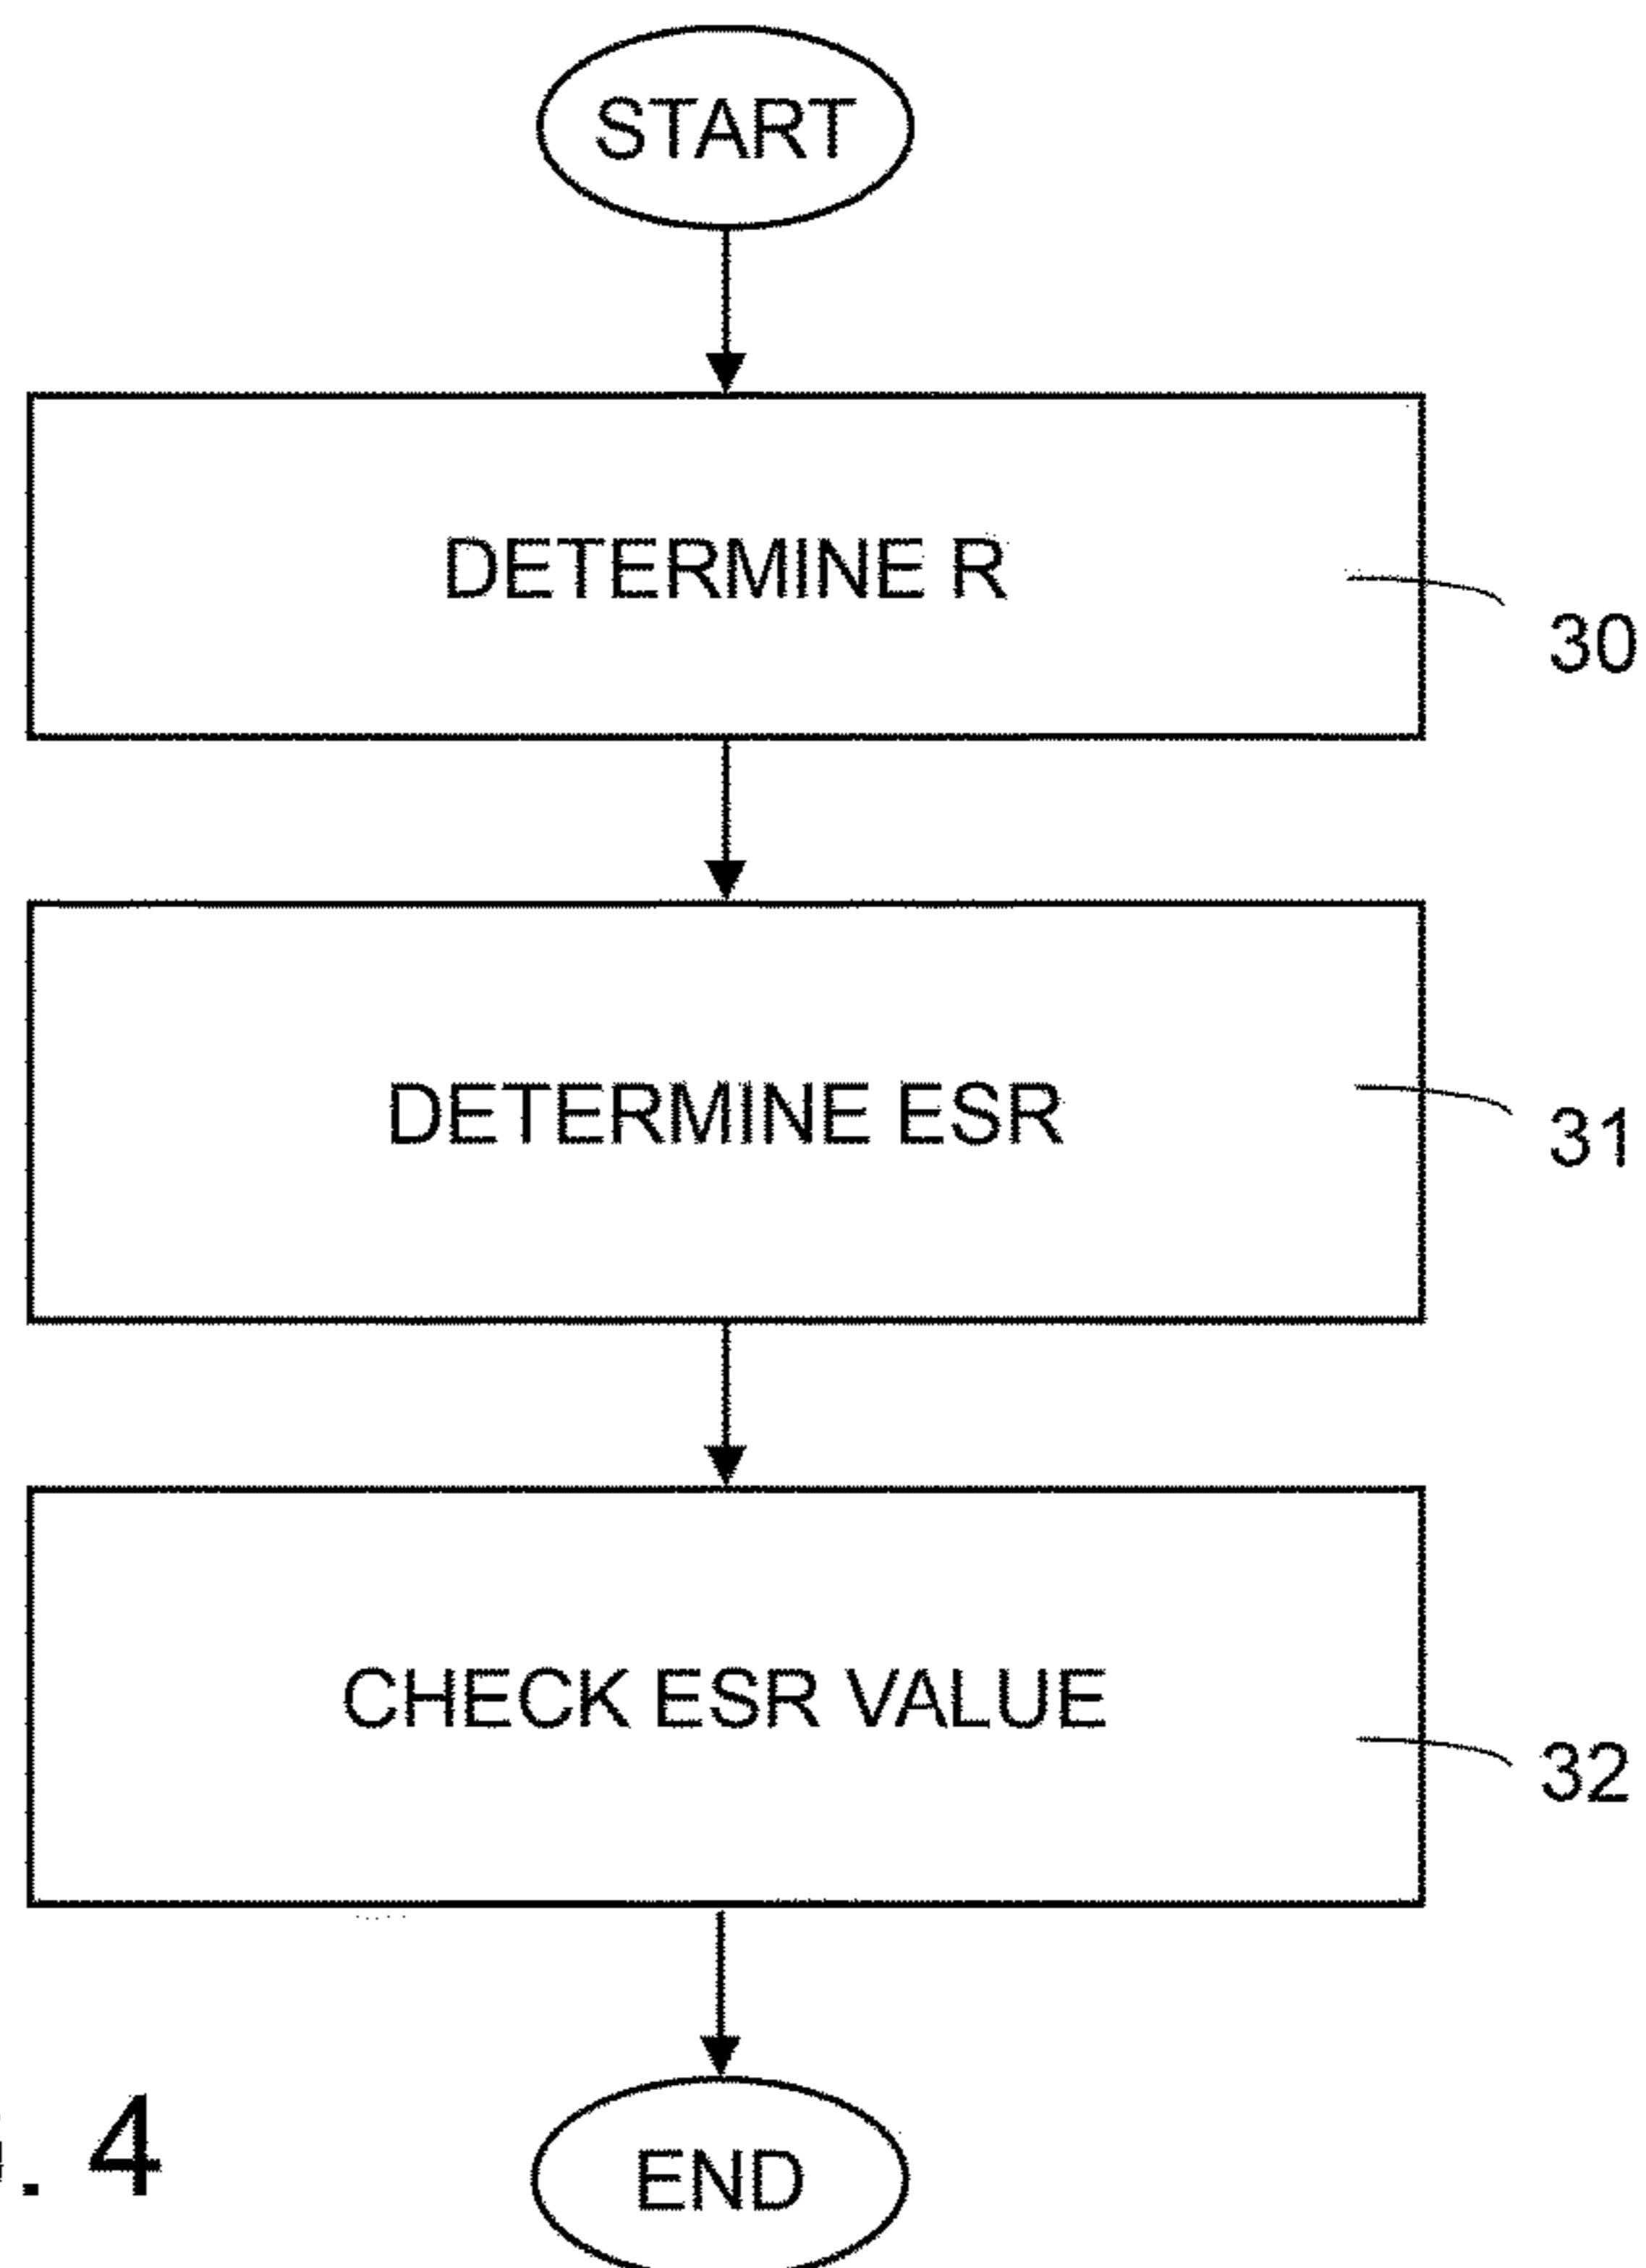 START
DETERMINE R
30
DETERMINE ESR
31
CHECK ESR VALUE
32
. 4
END